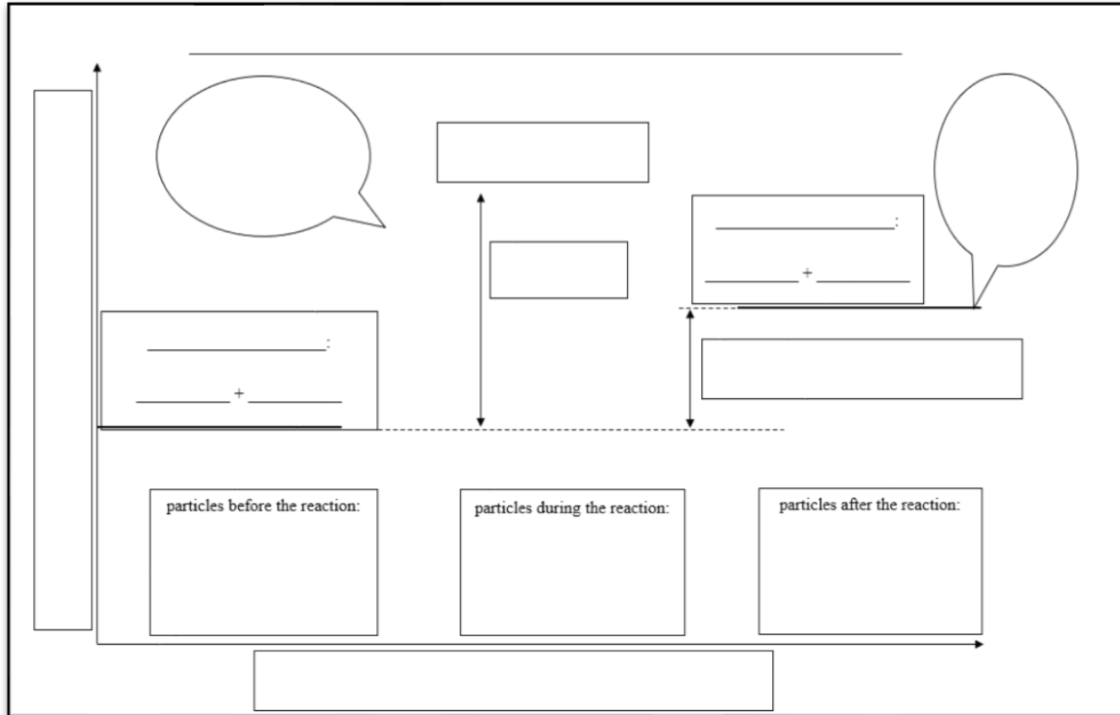 :
+
:
+
particles before the reaction:
particles during the reaction:
particles after the reaction: